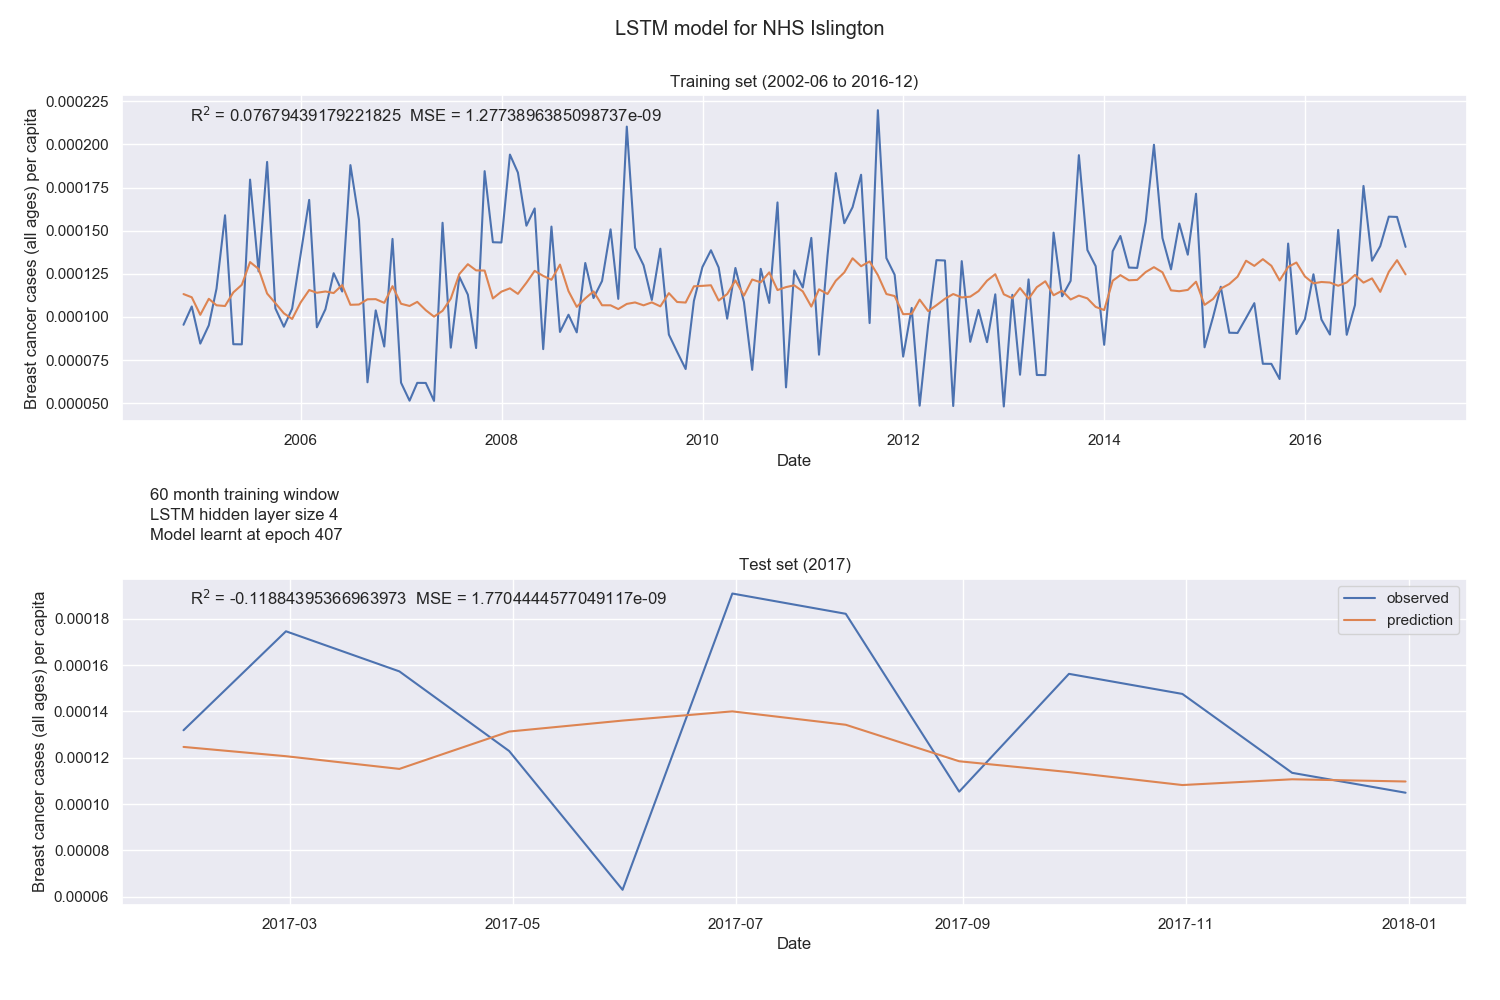 LSTM model for NHS Islington
Training set (2002-06 to 2016-12)
R² = 0.07679439179221825 MSE = 1.2773896385098737e-09
Breast cancer cases (all ages) per capita
0.000225
0.000200
0.000175
0.000150
0.000125
0.000100
0.000075
0.000050
2006 2008 2010 2012 2014 2016
Date
60 month training window
LSTM hidden layer size 4
Model learnt at epoch 407
Test set (2017)
R² = -0.11884395366963973 MSE = 1.7704444577049117e-09
observed
prediction
Breast cancer cases (all ages) per capita
0.00018
0.00016
0.00014
0.00012
0.00010
0.00008
0.00006
2017-03 2017-05 2017-07 2017-09 2017-11 2018-01
Date